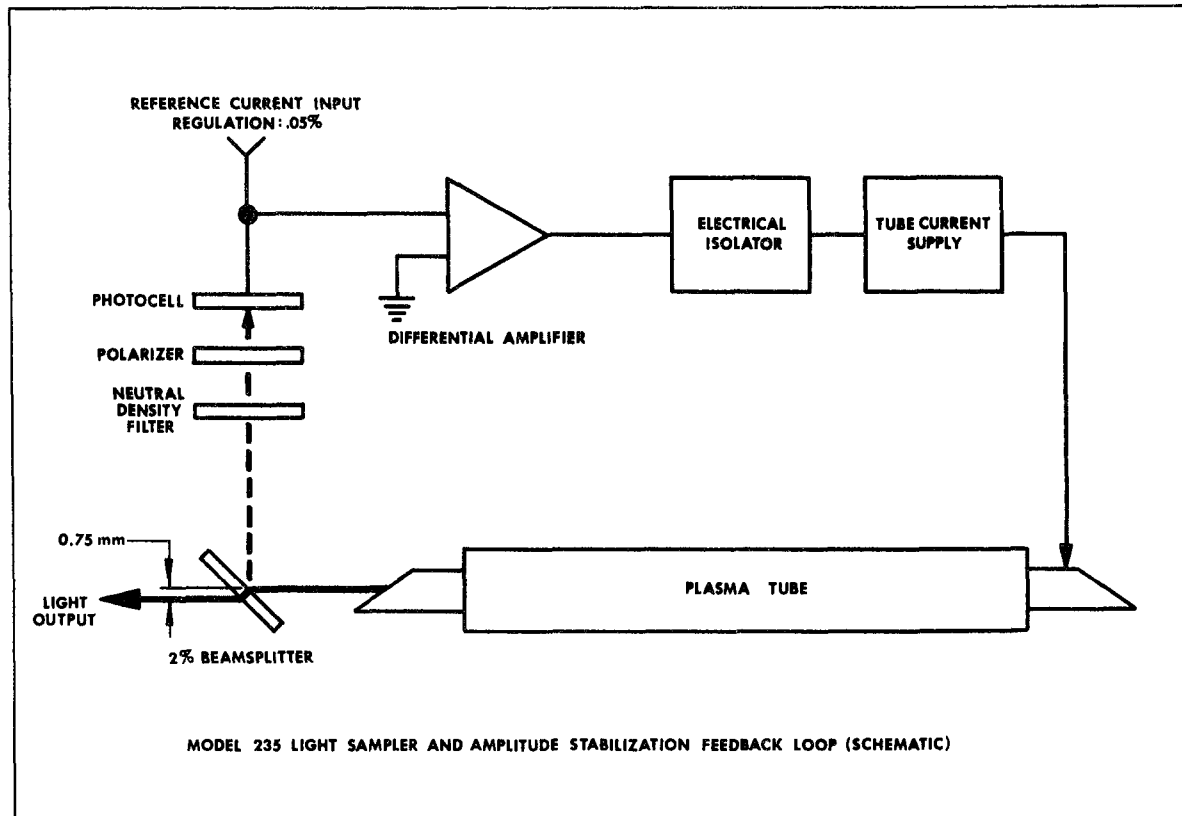 REFERENCE CURRENT INPUT
REGULATION: .05%
ELECTRICAL
ISOLATOR
TUBE CURRENT
SUPPLY
PHOTOCELL
DIFFERENTIAL AMPLIFIER
POLARIZER
NEUTRAL
DENSITY
FILTER
0.75 mm
PLASMA TUBE
LIGHT
OUTPUT
2% BEAMSPLITTER
MODEL 235 LIGHT SAMPLER AND AMPLITUDE STABILIZATION FEEDBACK LOOP (SCHEMATIC)